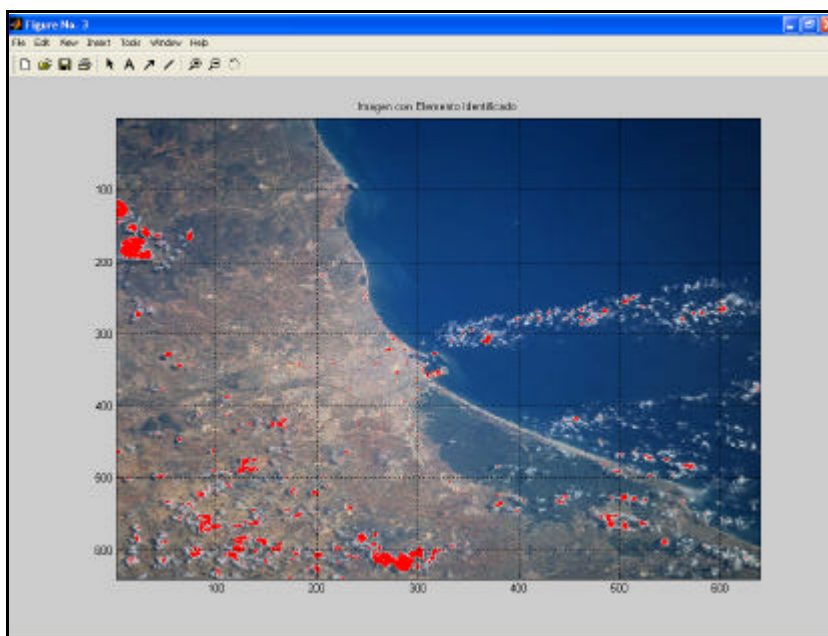 Figure No. 3
File Edit View Insert Tools Window Help
A
Imagen con Elemento Identificado
100
200
300
400
500
600
100 200 300 400 500 600